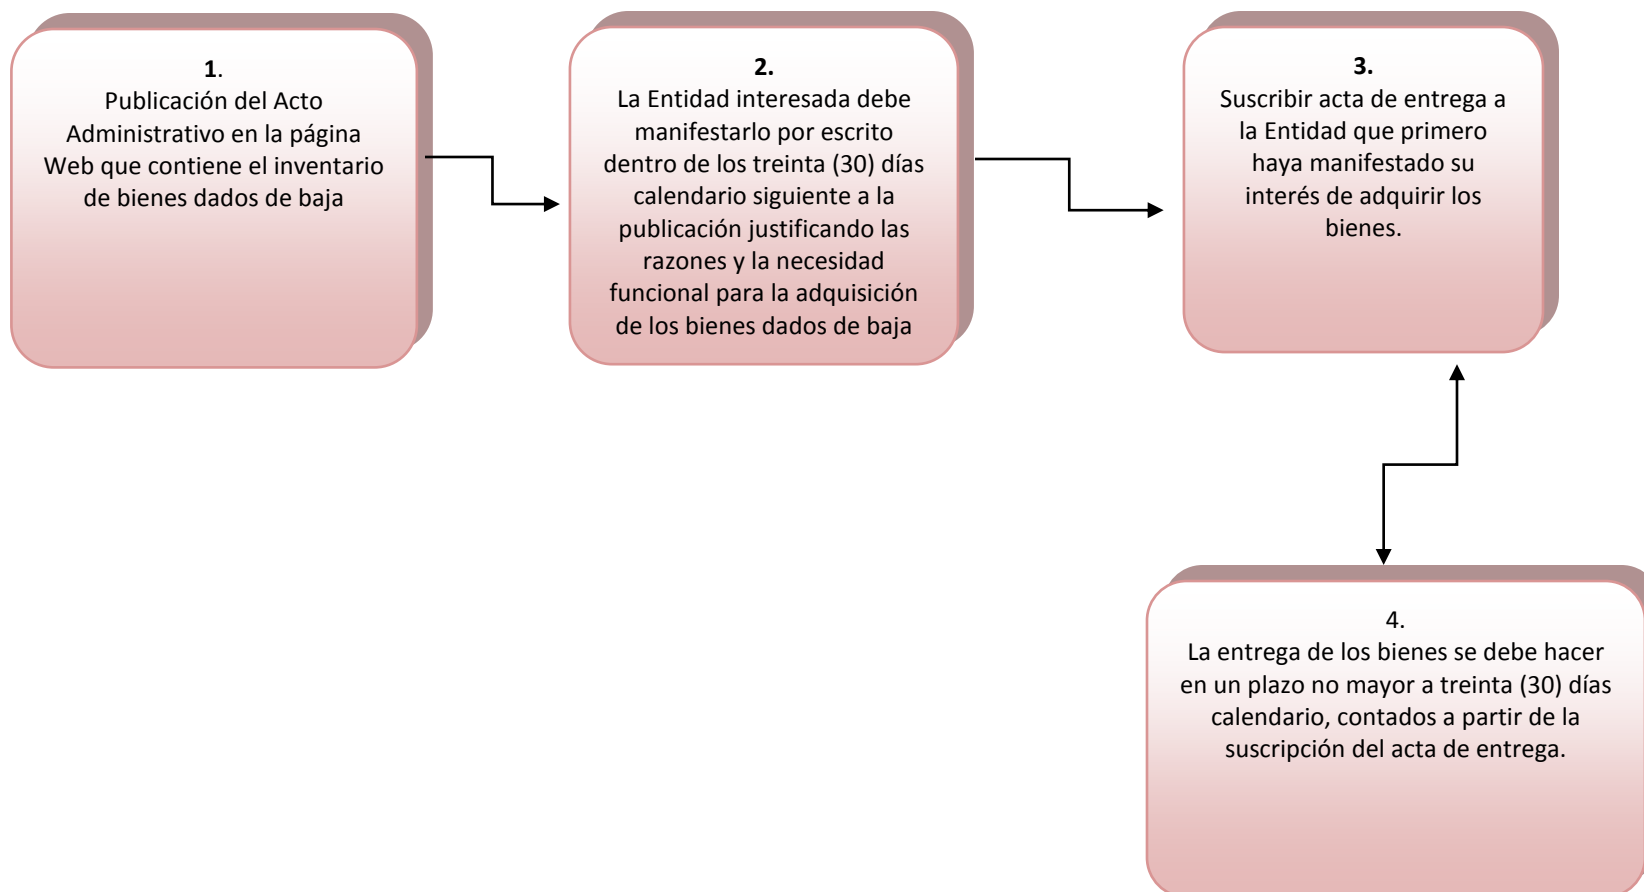 1.
Publicación del Acto
Administrativo en la página
Web que contiene el inventario
de bienes dados de baja
2.
La Entidad interesada debe
manifestarlo por escrito
dentro de los treinta (30) días
calendario siguiente a la
publicación justificando las
razones y la necesidad
funcional para la adquisición
de los bienes dados de baja
3.
Suscribir acta de entrega a
la Entidad que primero
haya manifestado su
interés de adquirir los
bienes.
4.
La entrega de los bienes se debe hacer
en un plazo no mayor a treinta (30) días
calendario, contados a partir de la
suscripción del acta de entrega.